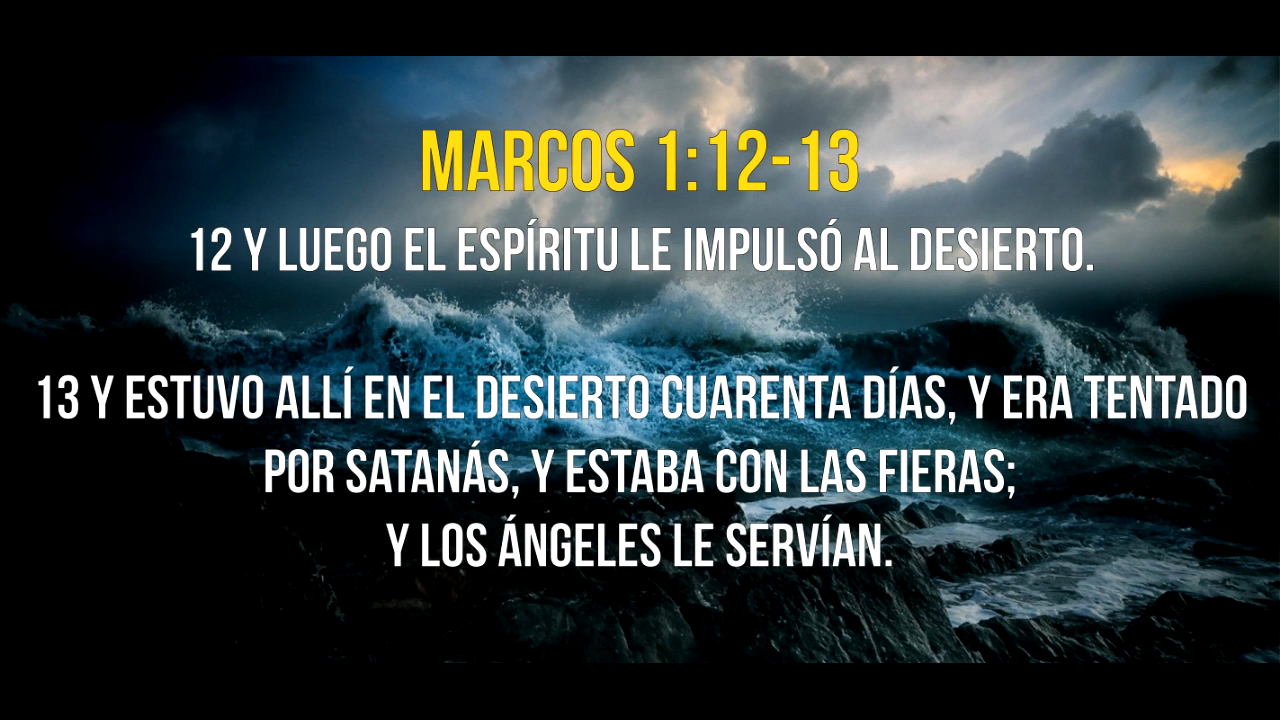 MARCOS 1:12-13
12 Y LUEGO EL ESPÍRITU LE IMPULSÓ AL DESIERTO.
13 Y ESTUVO ALLÍ EN EL DESIERTO CUARENTA DÍAS, Y ERA TENTADO
POR SATANÁS, Y ESTABA CON LAS FIERAS;
Y LOS ÁNGELES LE SERVÍAN.